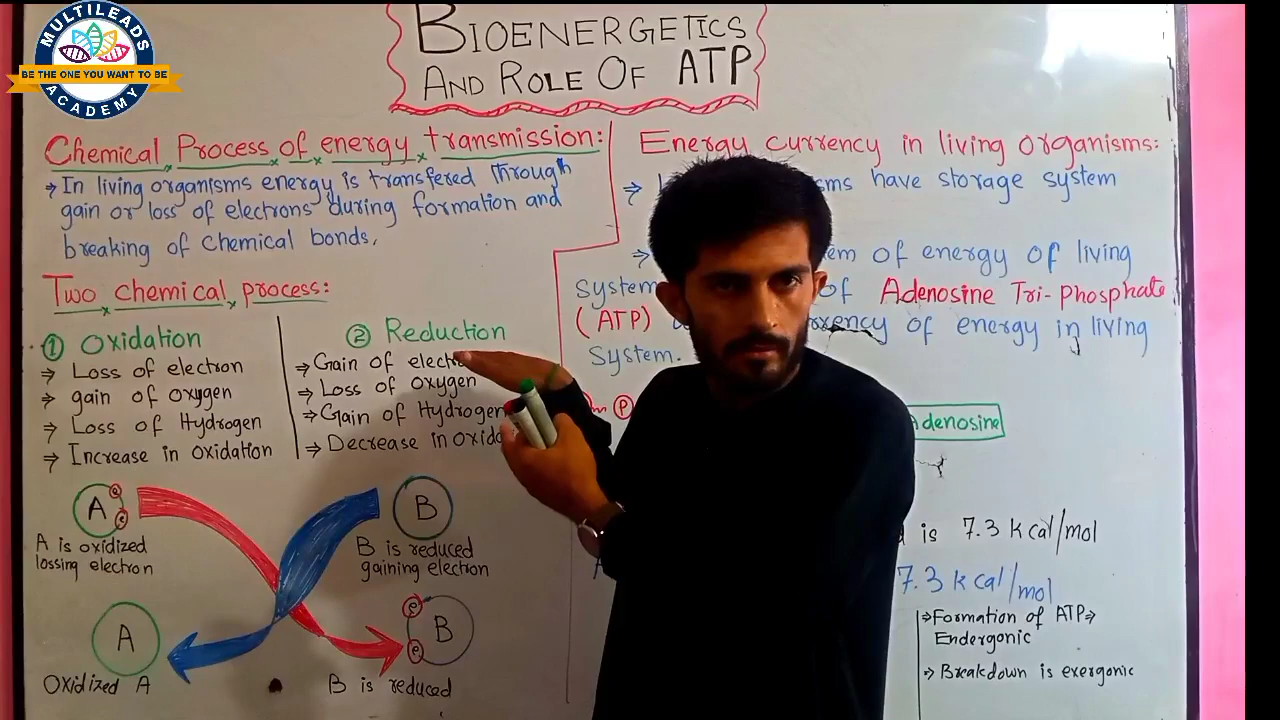 MULTILEADS
BE THE ONE YOU WANT TO BE
ACADEMY
BIOENERGETICS
AND ROLE OF ATP
Chemical Process of energy transmission:
⇒ In living organisms energy is transfered through
gain or loss of electrons during formation and
breaking of chemical bonds,
Two chemical process:
① Oxidation
⇒ Loss of electron
⇒ gain of oxygen
⇒ Loss of Hydrogen
⇒ Increase in oxidation
② Reduction
⇒ Gain of
⇒ Loss of oxygen
⇒ Gain of Hydrogen
⇒ Decrease in
A e e
B
A is oxidized
lossing electron
B is reduced
gaining electron
A
e e B
Oxidized A
B is reduced
Energy currency in living organisms:
⇒ have storage system
⇒ of energy of living
System of Adenosine Tri-Phosphate
(ATP) of energy in living
System.
P
Adenosine
is 7.3 kcal/mol
7.3 kcal/mol
⇒ Formation of ATP ⇒
Endergonic
⇒ Breakdown is exergonic